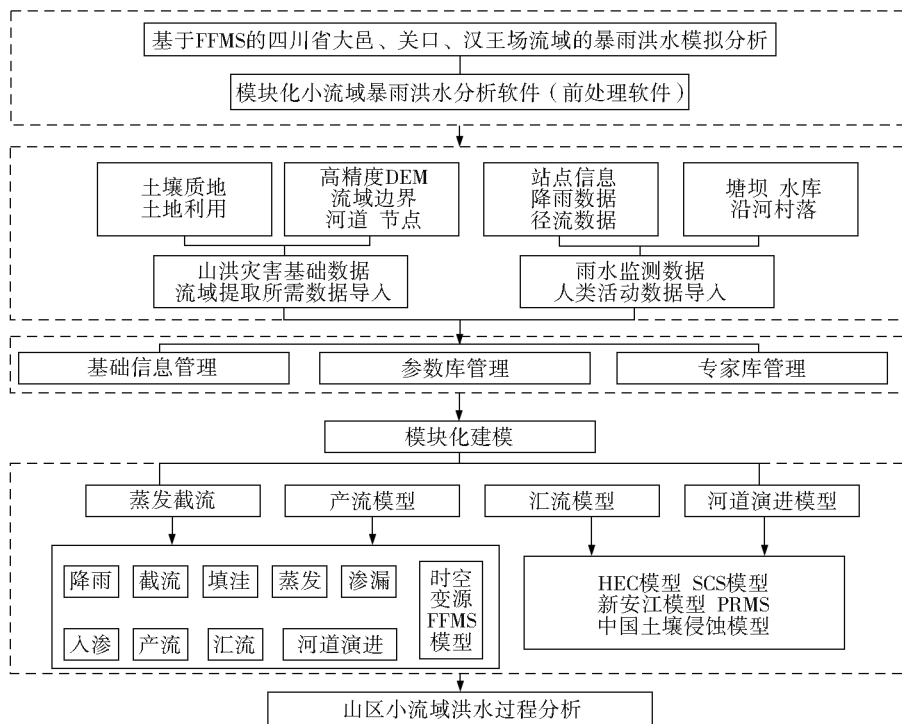 基于FFMS的四川省大邑、关口、汉王场流域的暴雨洪水模拟分析
模块化小流域暴雨洪水分析软件（前处理软件）
土壤质地
土地利用
高精度DEM
流域边界
河道 节点
站点信息
降雨数据
径流数据
塘坝 水库
沿河村落
山洪灾害基础数据
流域提取所需数据导入
雨水监测数据
人类活动数据导入
基础信息管理
参数库管理
专家库管理
模块化建模
蒸发截流
产流模型
汇流模型
河道演进模型
降雨
截流
填洼
蒸发
渗漏
入渗
产流
汇流
河道演进
时空
变源
FFMS
模型
HEC模型 SCS模型
新安江模型 PRMS
中国土壤侵蚀模型
山区小流域洪水过程分析